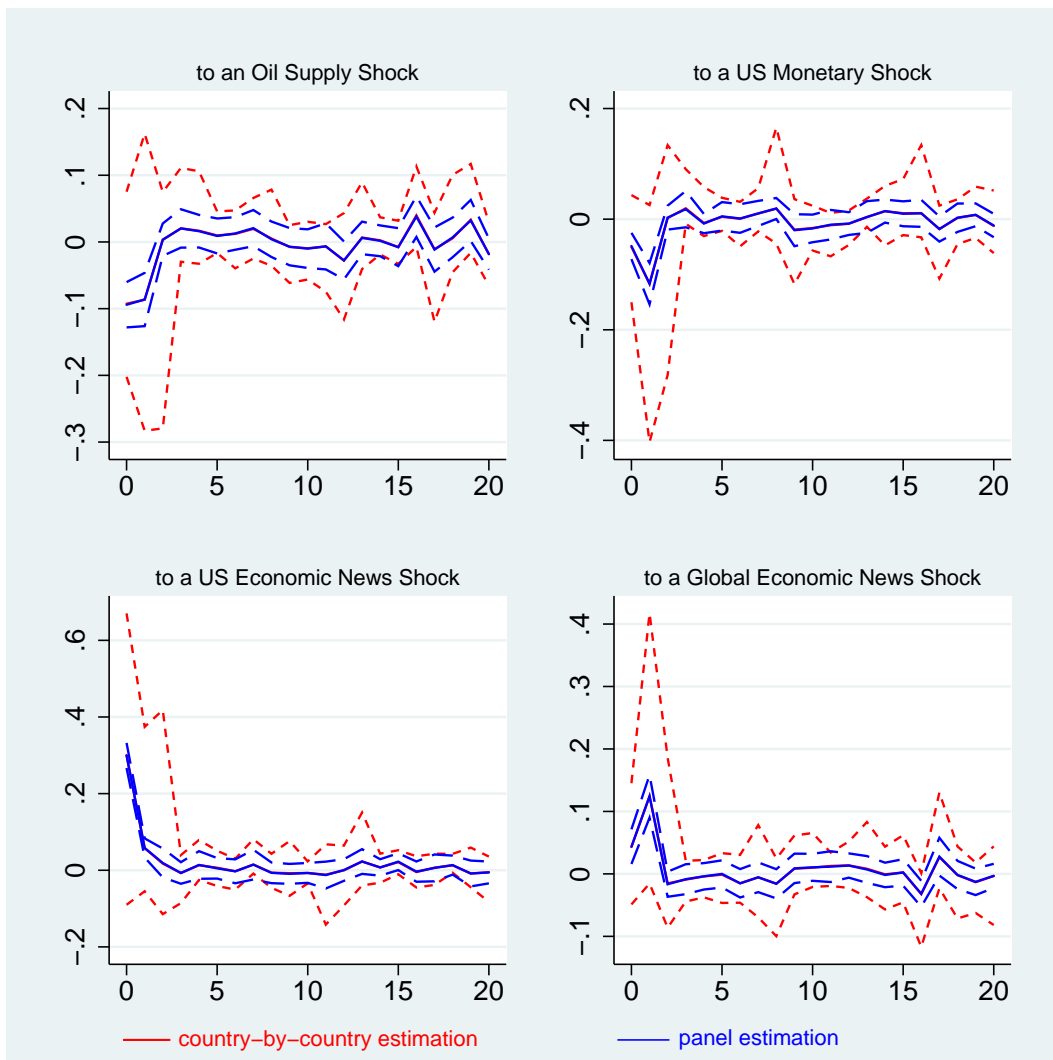 to an Oil Supply Shock
to a US Monetary Shock
.2
.1
0
−.1
−.2
−.3
0 5 10 15 20
.2
0
−.2
−.4
0 5 10 15 20
to a US Economic News Shock
to a Global Economic News Shock
.6
.4
.2
0
−.2
0 5 10 15 20
.4
.3
.2
.1
0
−.1
0 5 10 15 20
country−by−country estimation
panel estimation